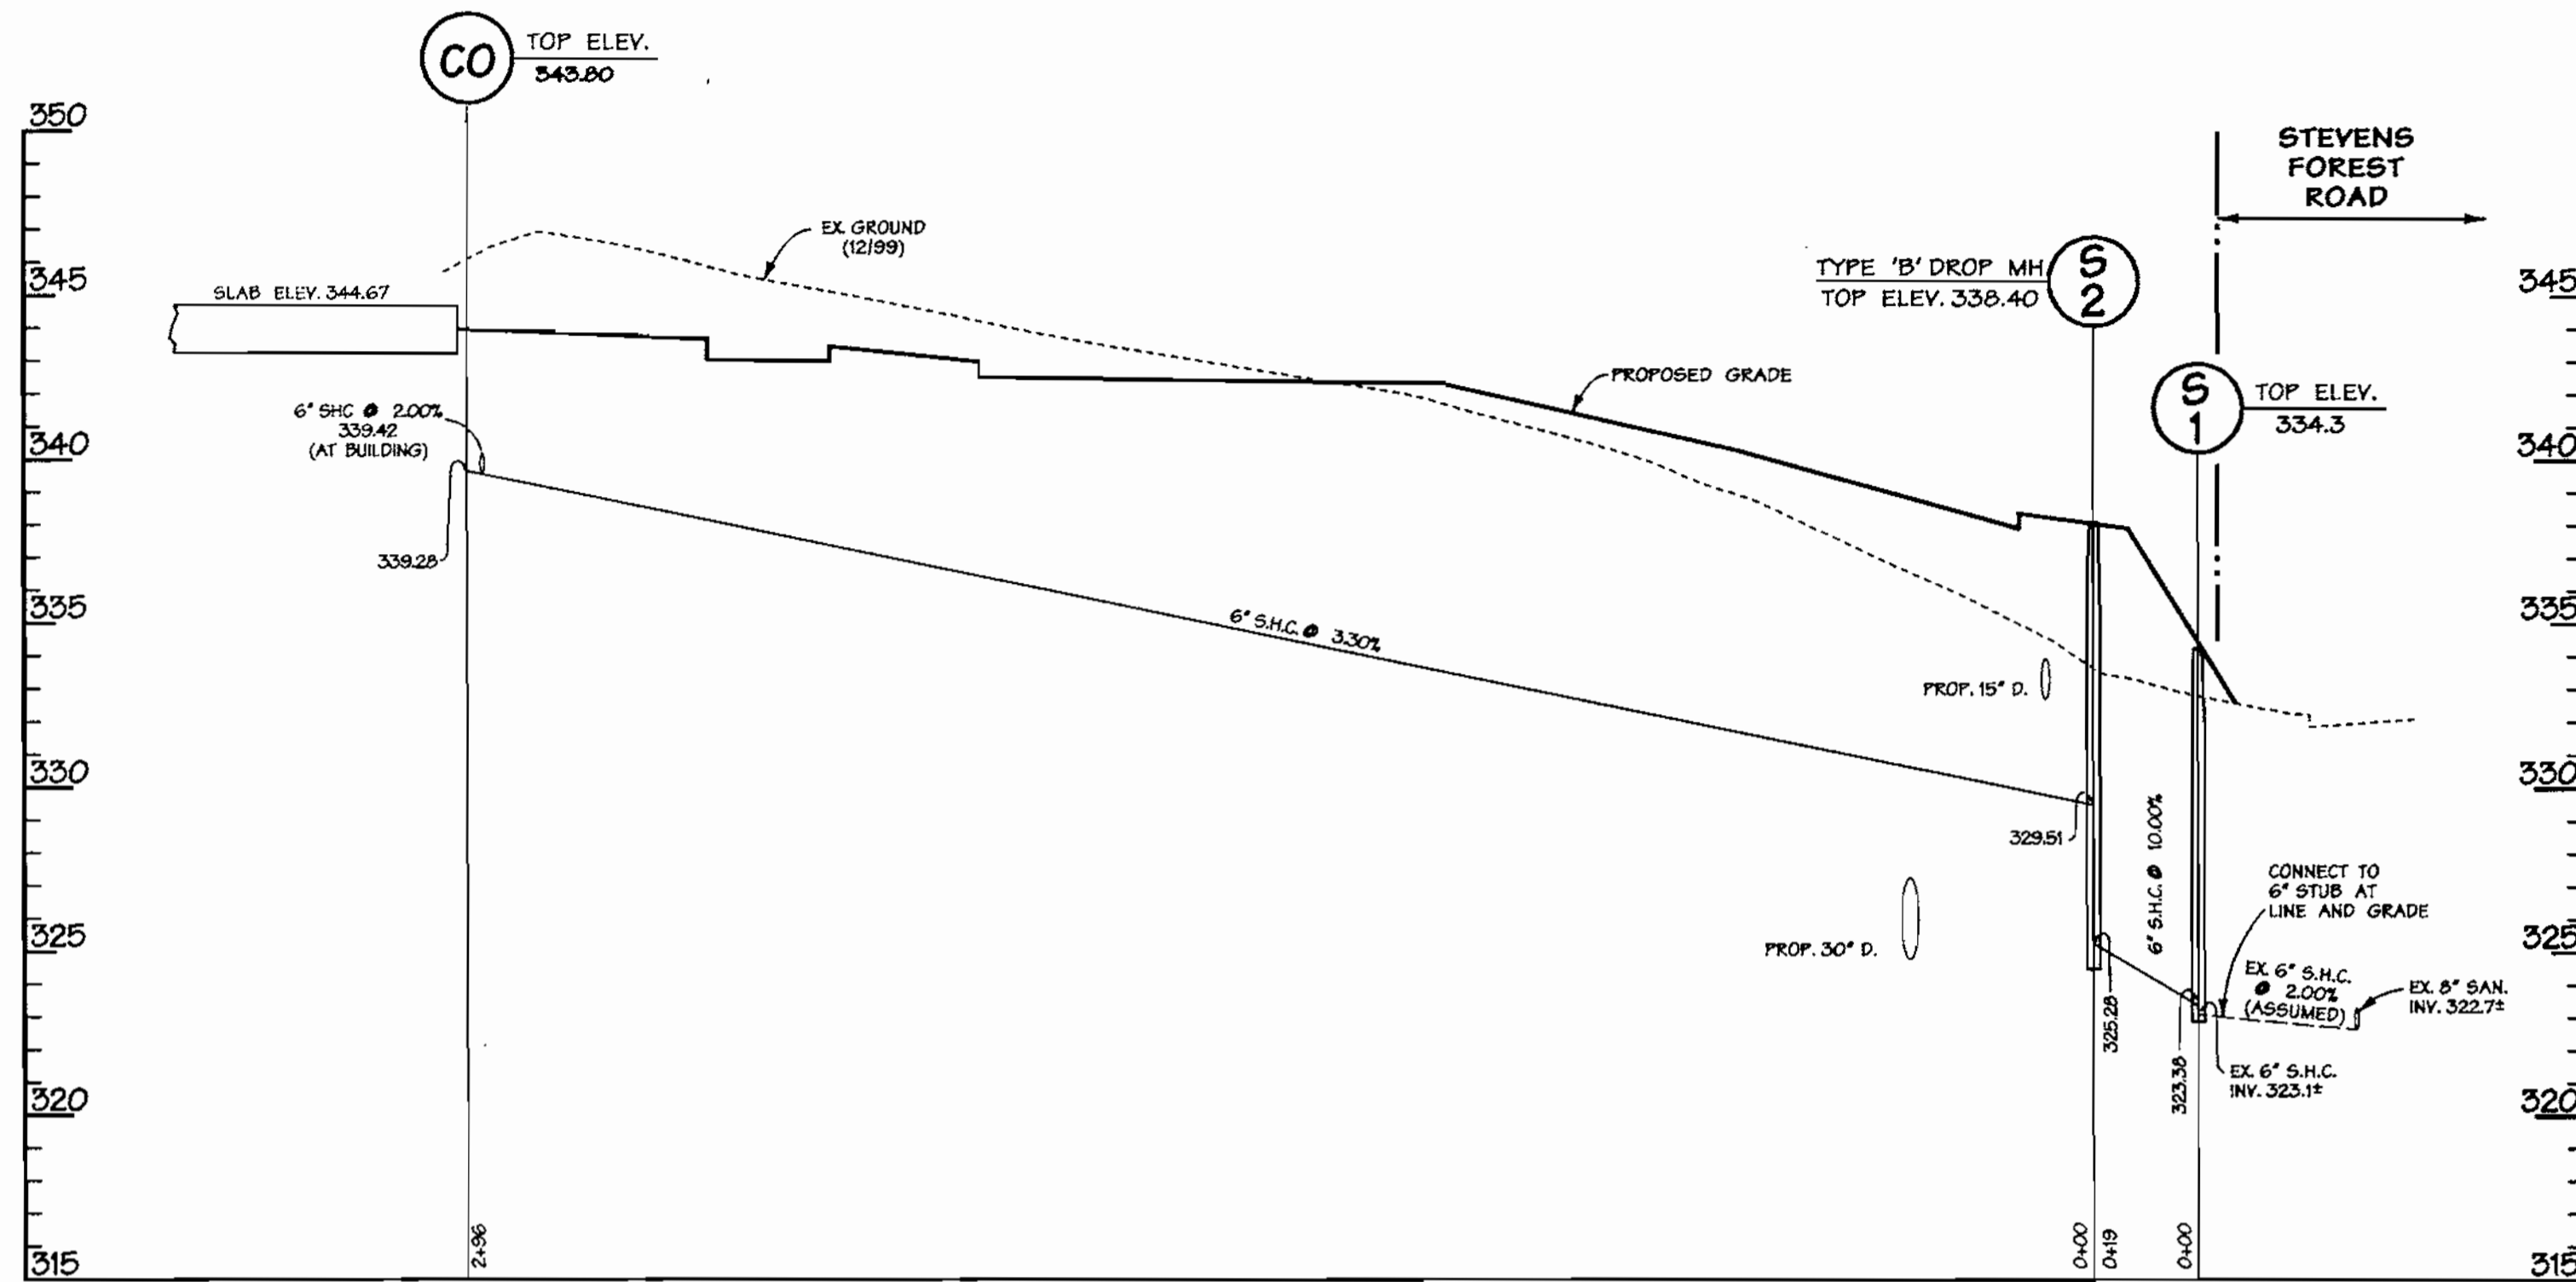 CO
TOP ELEV.
343.80
350
345
340
335
330
325
320
315
SLAB ELEV. 344.67
EX. GROUND
(12/99)
6" SHC @ 2.00%
339.42
(AT BUILDING)
339.28
6" S.H.C. @ 3.30%
PROPOSED GRADE
TYPE 'B' DROP MH
TOP ELEV. 338.40
S
2
STEVENS
FOREST
ROAD
S
1
TOP ELEV.
334.3
PROP. 15" D.
329.51
PROP. 30" D.
6" S.H.C. @ 10.00%
CONNECT TO
6" STUB AT
LINE AND GRADE
EX. 6" S.H.C.
@ 2.00%
(ASSUMED)
EX. 8" SAN.
INV. 322.7±
325.28
323.38
EX. 6" S.H.C.
INV. 323.1±
2+96
0+00
0+19
0+00
345
340
335
330
325
320
315